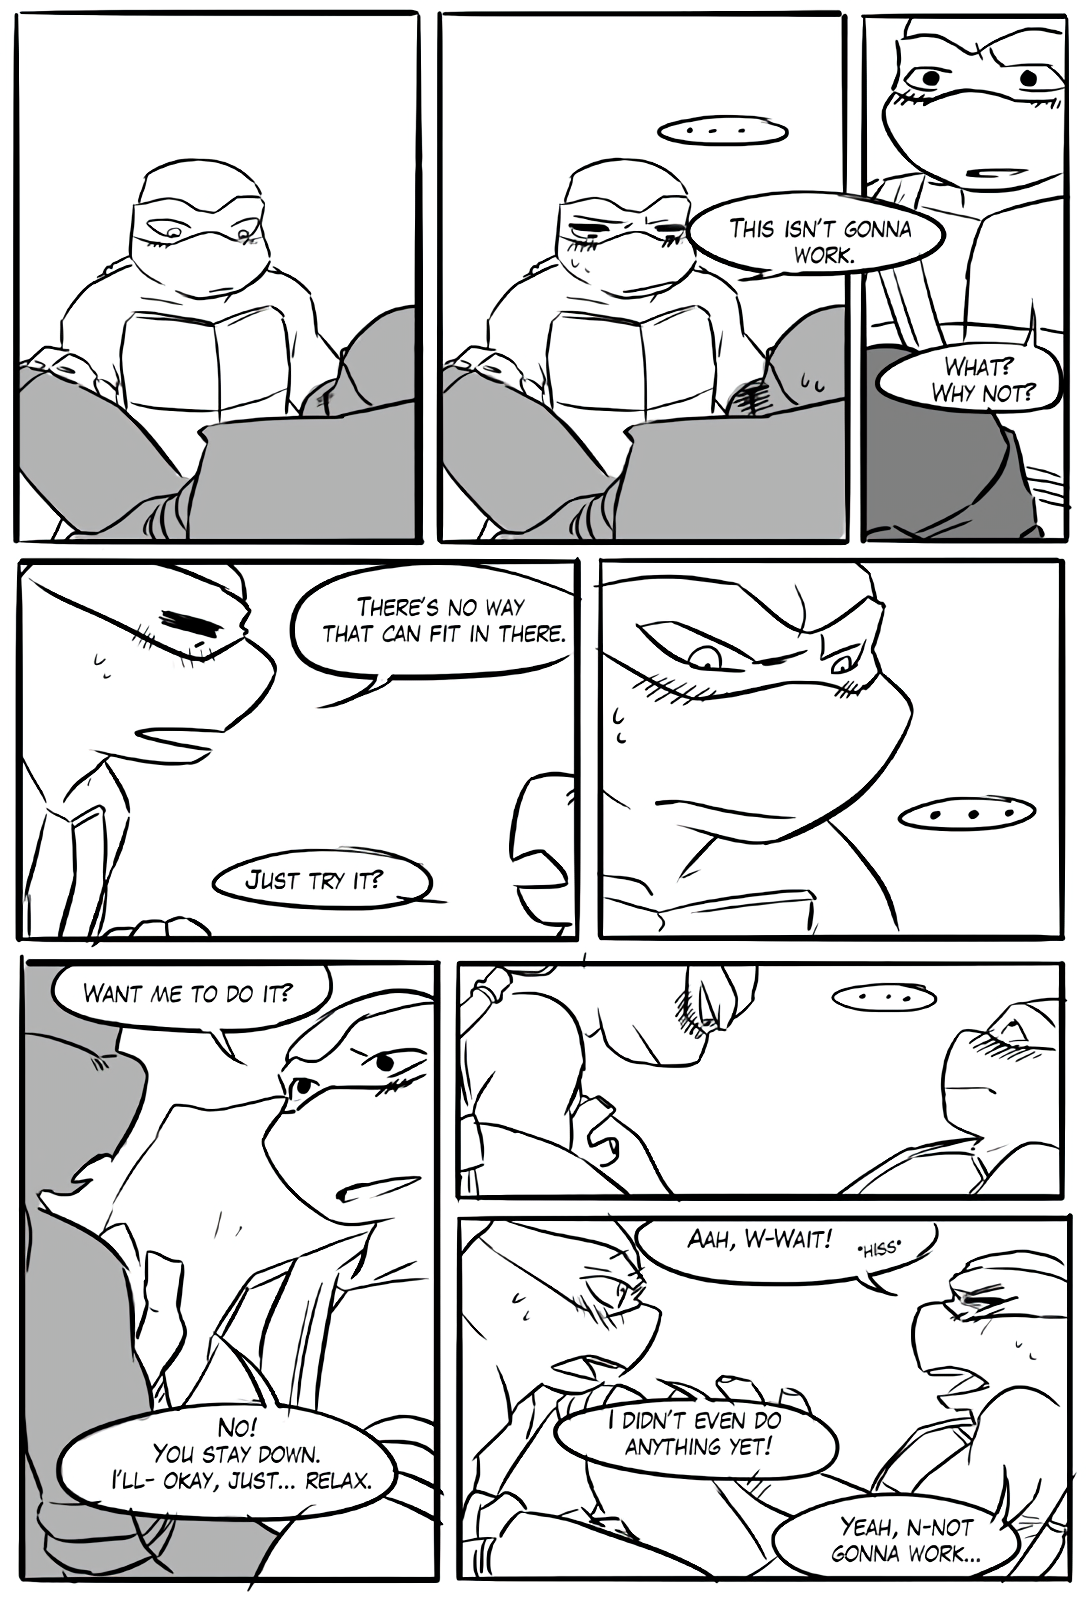 ...
THIS ISN'T GONNA
WORK.
WHAT?
WHY NOT?
THERE'S NO WAY
THAT CAN FIT IN THERE.
JUST TRY IT?
...
WANT ME TO DO IT?
NO!
YOU STAY DOWN.
I'LL- OKAY, JUST... RELAX.
...
AAH, W-WAIT!
*HISS*
I DIDN'T EVEN DO
ANYTHING YET!
YEAH, N-NOT
GONNA WORK...